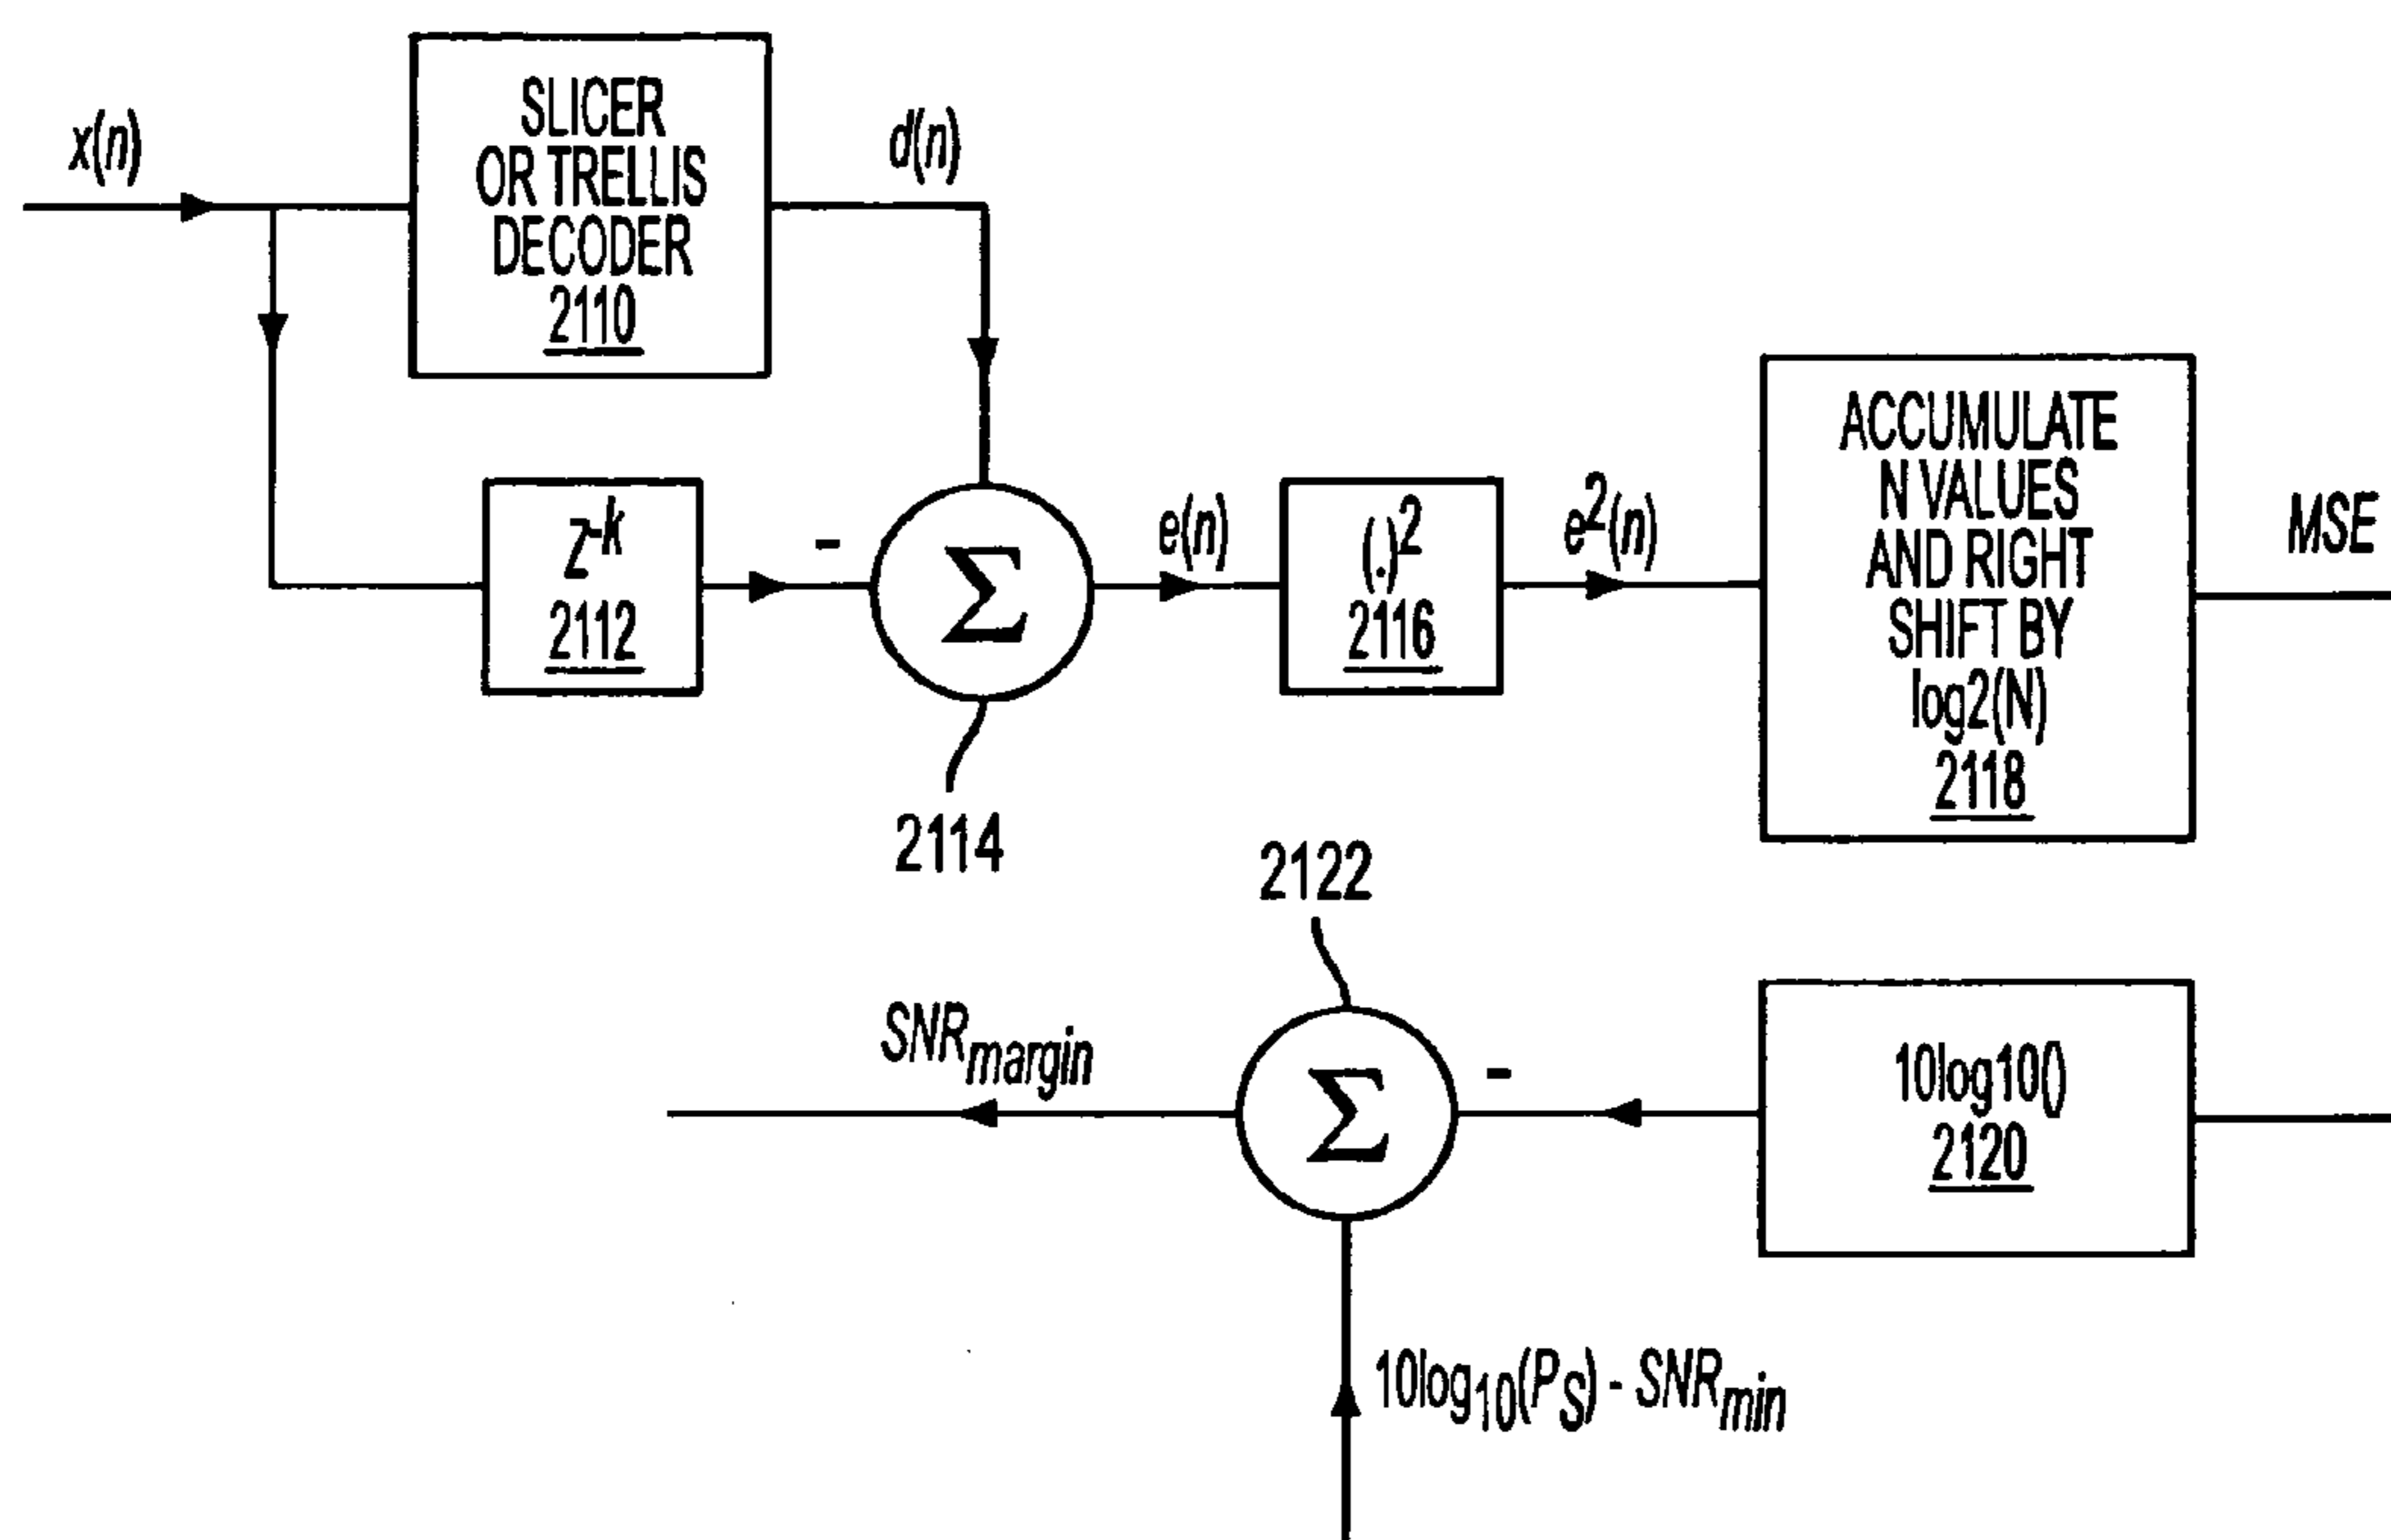 x(n)
SLICER
OR TRELLIS
DECODER
2110
d(n)
z-k
2112
-
Σ
2114
e(n)
(.)2
2116
e2(n)
ACCUMULATE
N VALUES
AND RIGHT
SHIFT BY
log2(N)
2118
MSE
2122
SNRmargin
Σ
-
10log10()
2120
10log10(PS) - SNRmin